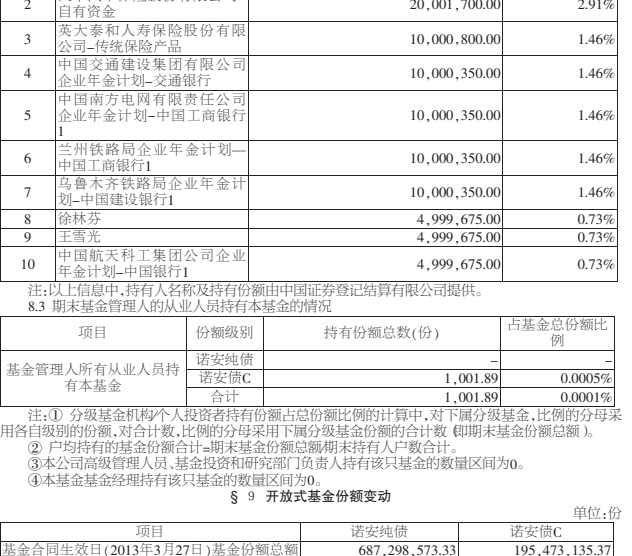 2 自有资金 20,001,700.00 2.91%
3 英大泰和人寿保险股份有限 10,000,800.00 1.46%
公司–传统保险产品
4 中国交通建设集团有限公司 10,000,350.00 1.46%
企业年金计划–交通银行
中国南方电网有限责任公司
5 企业年金计划–中国工商银行 10,000,350.00 1.46%
1
6 兰州铁路局企业年金计划— 10,000,350.00 1.46%
中国工商银行1
7 乌鲁木齐铁路局企业年金计 10,000,350.00 1.46%
划–中国建设银行1
8 徐林芬 4,999,675.00 0.73%
9 王雪光 4,999,675.00 0.73%
10 中国航天科工集团公司企业 4,999,675.00 0.73%
年金计划–中国银行1
注:以上信息中,持有人名称及持有份额由中国证券登记结算有限公司提供。
8.3 期末基金管理人的从业人员持有本基金的情况
项目 份额级别 持有份额总数(份) 占基金总份额比
例
基金管理人所有从业人员持 诺安纯债 – –
有本基金 诺安债C 1,001.89 0.0005%
合计 1,001.89 0.0001%
注:① 分级基金机构/个人投资者持有份额占总份额比例的计算中,对下属分级基金,比例的分母采
用各自级别的份额,对合计数,比例的分母采用下属分级基金份额的合计数(即期末基金份额总额)。
② 户均持有的基金份额合计=期末基金份额总额/期末持有人户数合计。
③本公司高级管理人员、基金投资和研究部门负责人持有该只基金的数量区间为0。
④本基金基金经理持有该只基金的数量区间为0。
§ 9 开放式基金份额变动
单位:份
项目 诺安纯债 诺安债C
基金合同生效日(2013年3月27日)基金份额总额 687,298,573.33 195,473,135.37